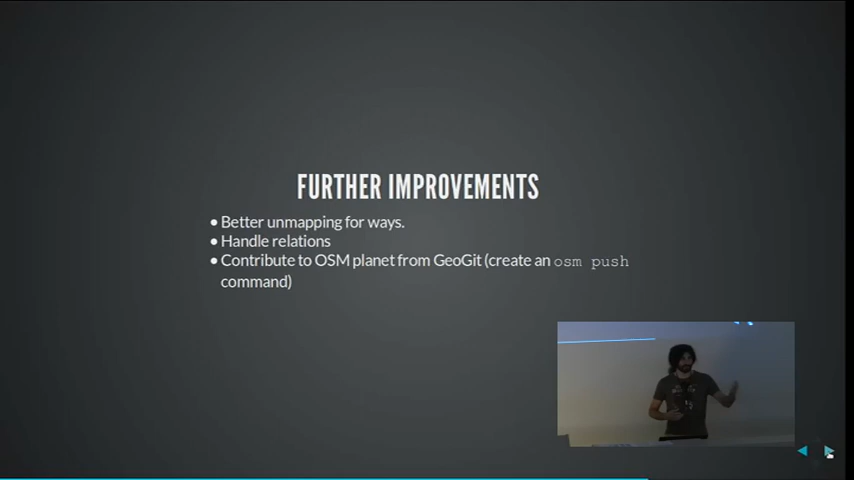 FURTHER IMPROVEMENTS
• Better unmapping for ways.
• Handle relations
• Contribute to OSM planet from GeoGit (create an osm push
command)